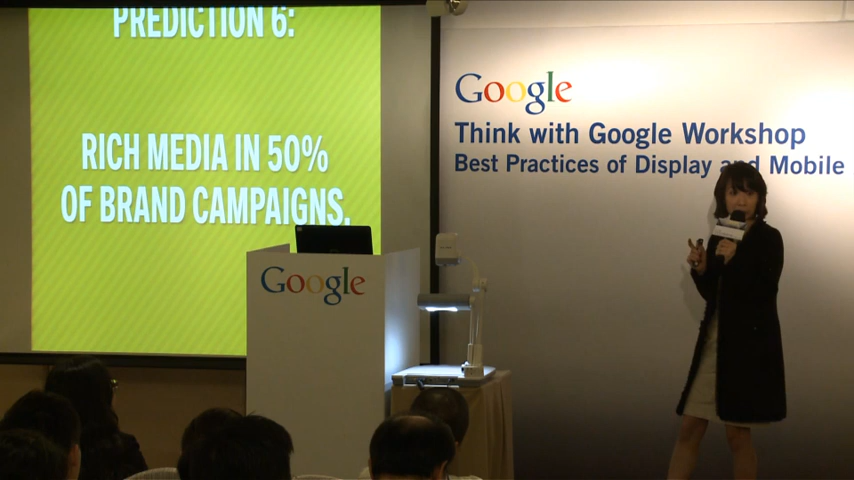 PREDICTION 6:
RICH MEDIA IN 50%
OF BRAND CAMPAIGNS.
Google
Google
Think with Google Workshop
Best Practices of Display and Mobile